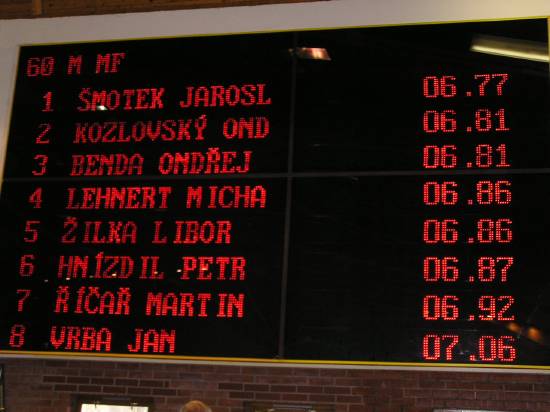 60 M MF
1 ŠMOTEK JAROSL 06.77
2 KOZLOVSKÝ OND 06.81
3 BENDA ONDŘEJ 06.81
4 LEHNERT MICHA 06.86
5 ŽILKA LIBOR 06.86
6 HNÍZDIL PETR 06.87
7 ŘÍČAŘ MARTIN 06.92
8 VRBA JAN 07.06